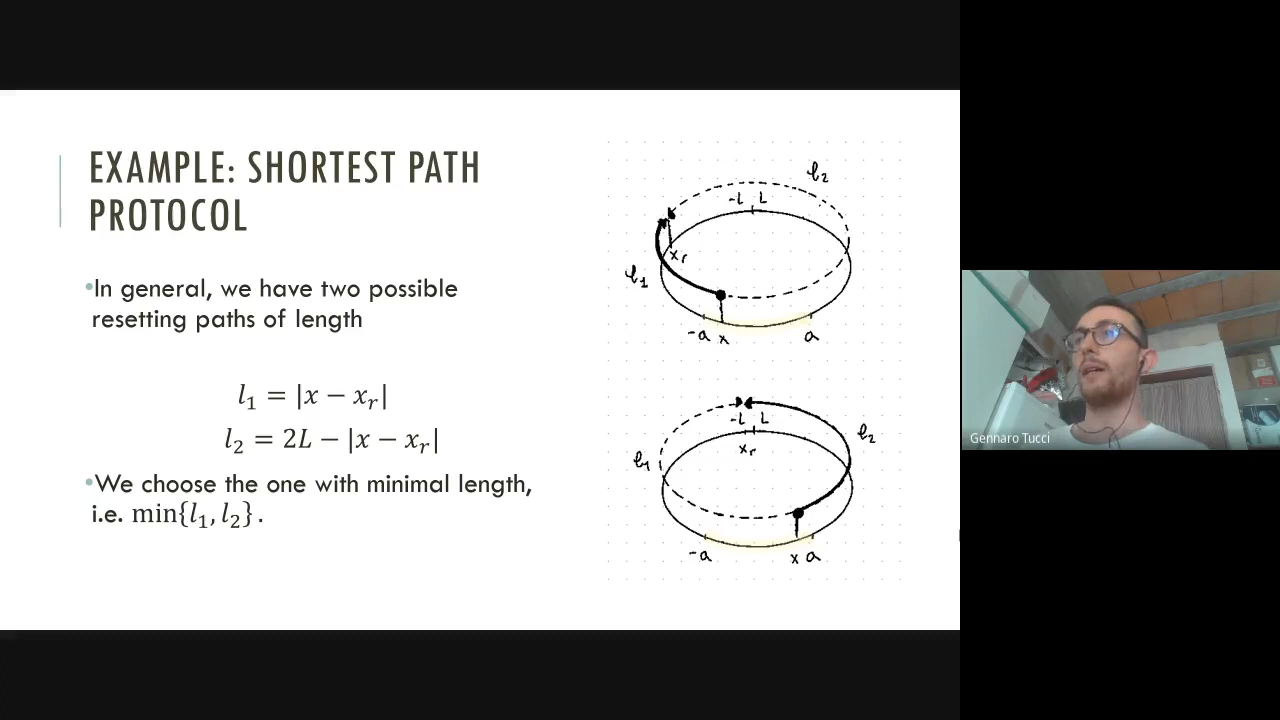 EXAMPLE: SHORTEST PATH
PROTOCOL
•In general, we have two possible
resetting paths of length
l₁ = |x − xᵣ|
l₂ = 2L − |x − xᵣ|
•We choose the one with minimal length,
i.e. min{l₁, l₂} .
l₂
-L L
xᵣ
l₁
-a x a
-L L
l₂
xᵣ
l₁
-a x a
Gennaro Tucci